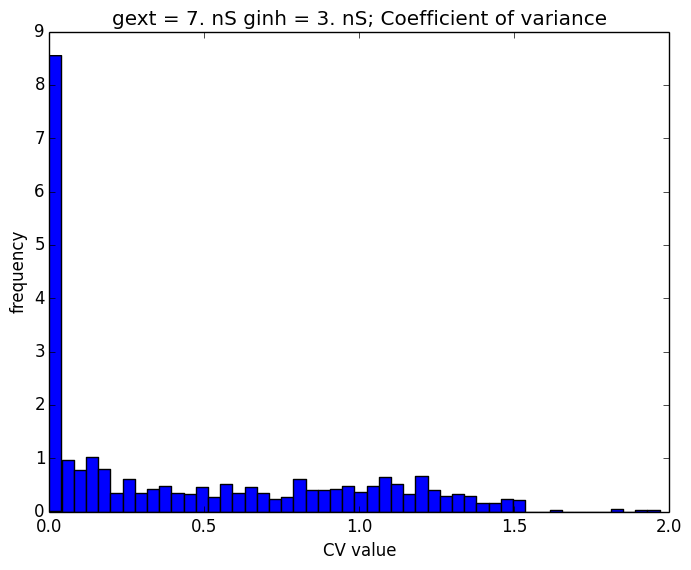 gext = 7. nS ginh = 3. nS; Coefficient of variance
9
8
7
6
5
4
3
2
1
0
frequency
0.0 0.5 1.0 1.5 2.0
CV value